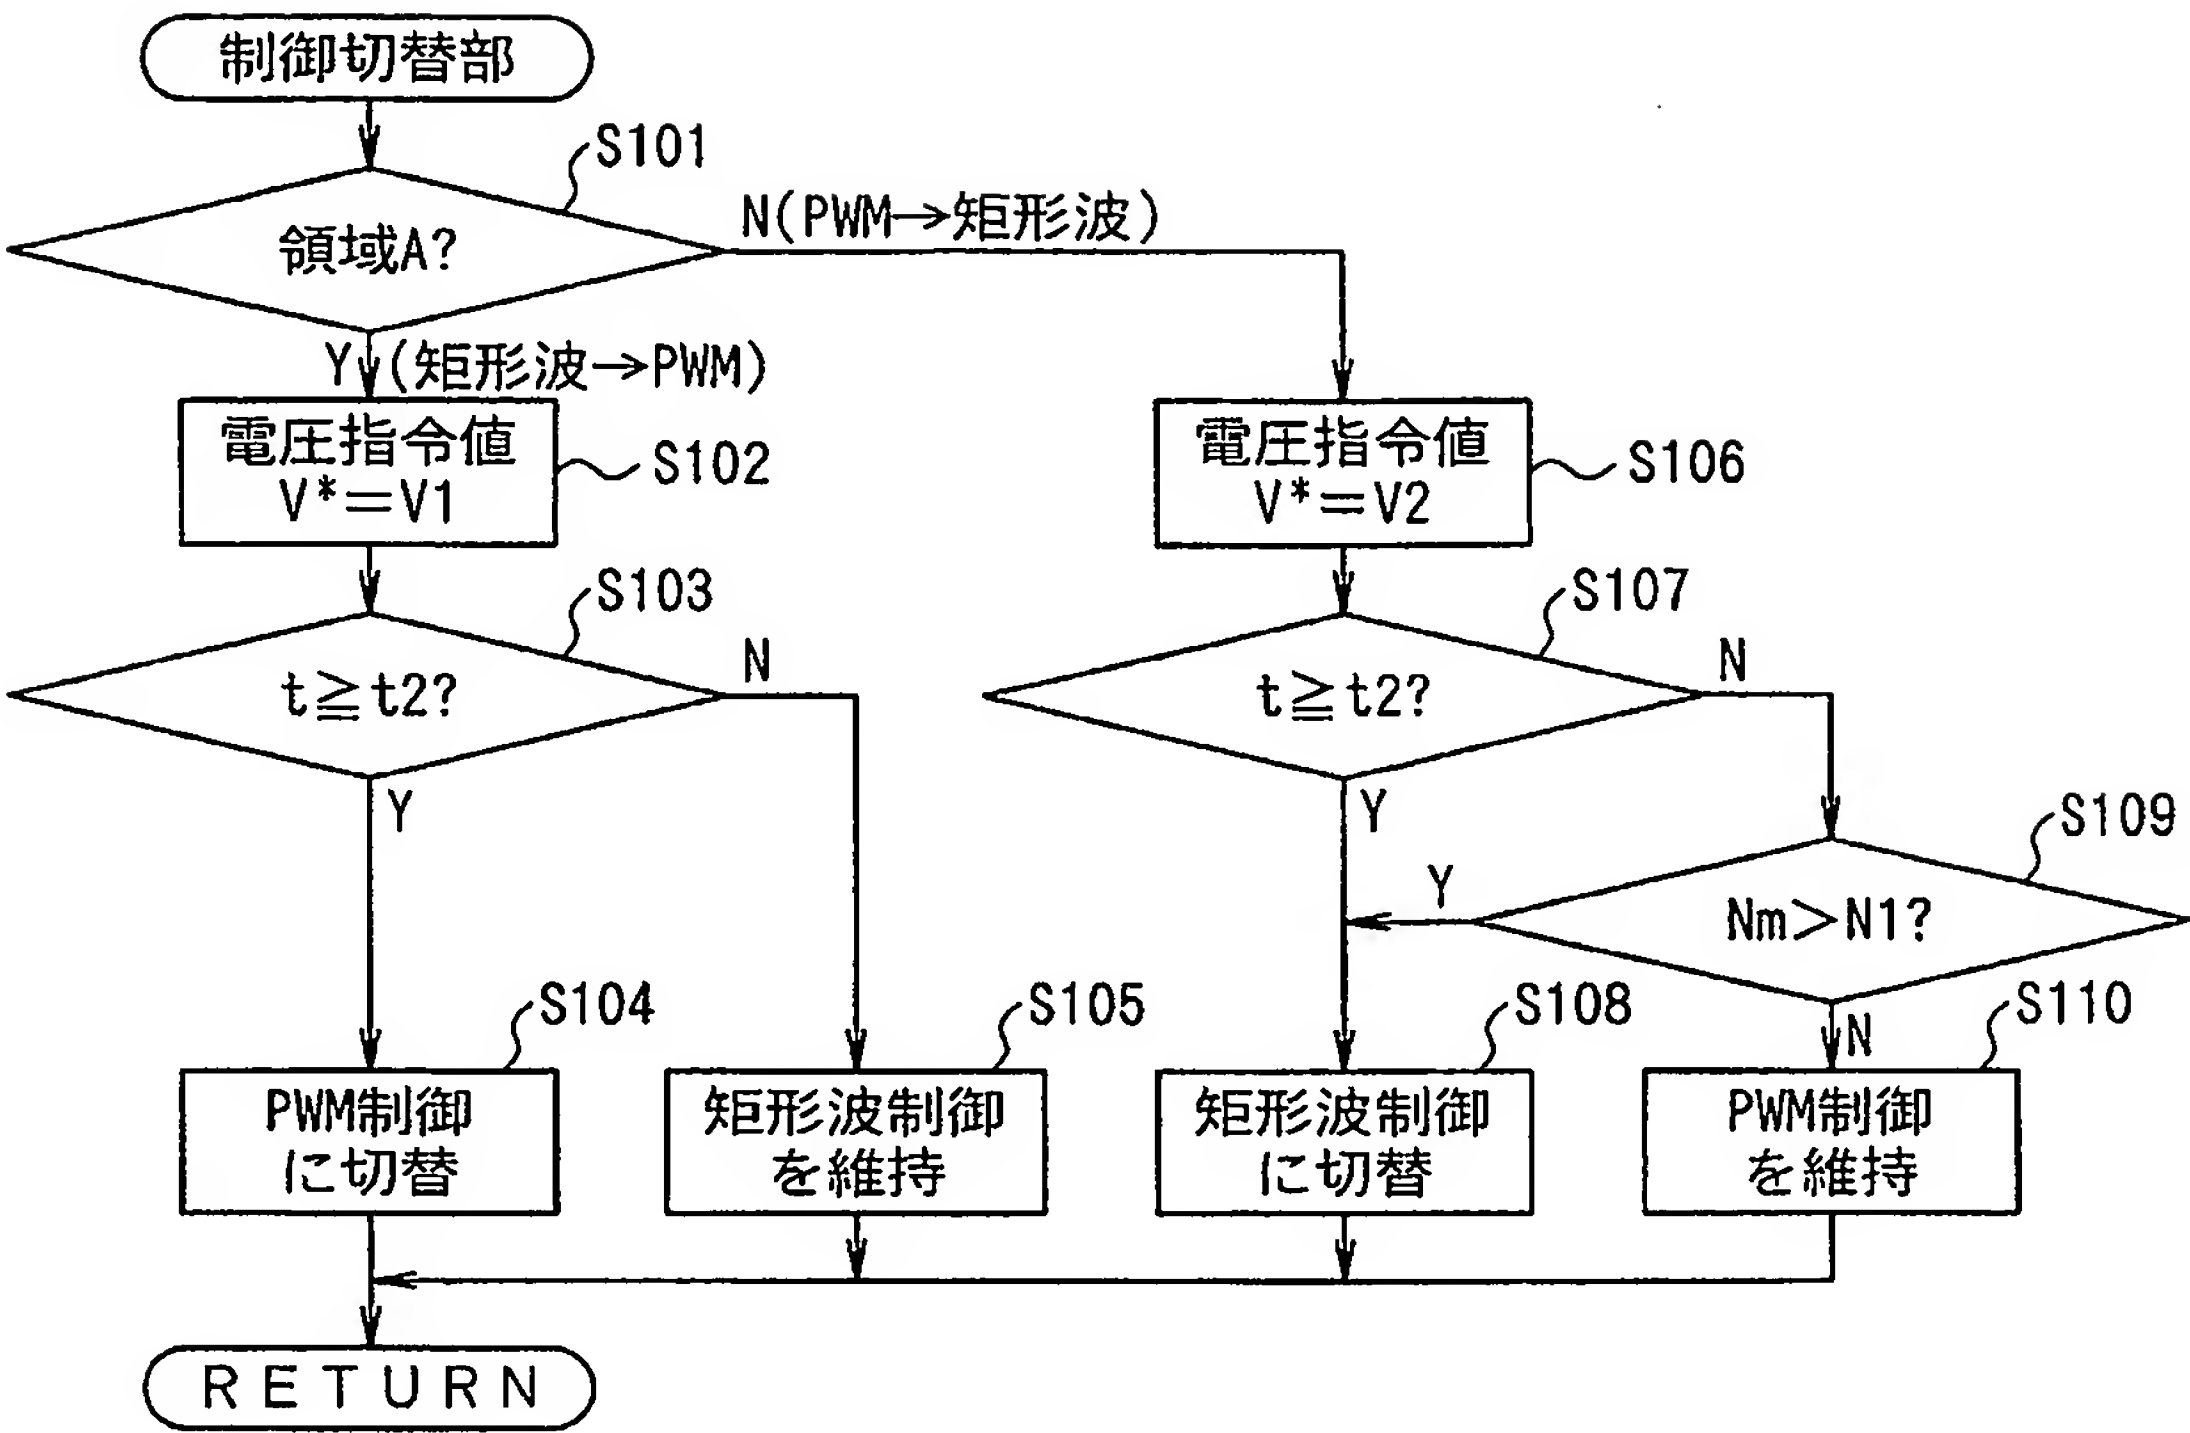 制御切替部
S101
領域A?
N(PWM→矩形波)
Y (矩形波→PWM)
電圧指令値
V*=V1
S102
電圧指令値
V*=V2
S106
S103
t≧t2?
N
Y
S107
t≧t2?
N
Y
S109
Nm>N1?
Y
N
S104
PWM制御
に切替
S105
矩形波制御
を維持
S108
矩形波制御
に切替
S110
PWM制御
を維持
RETURN